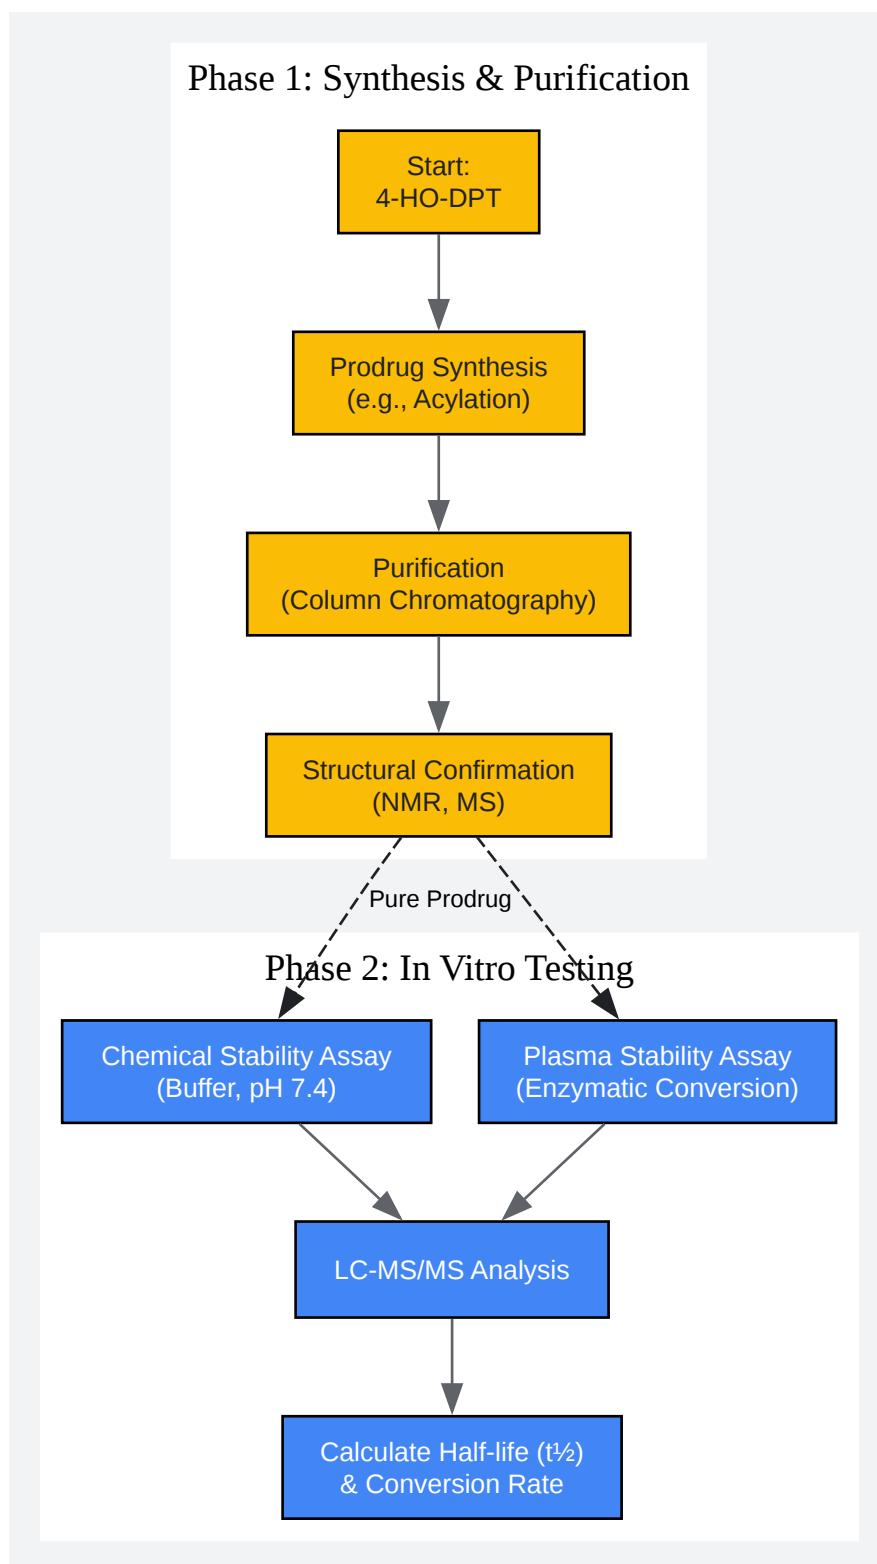 Phase 1: Synthesis & Purification
Start:
4-HO-DPT
Prodrug Synthesis
(e.g., Acylation)
Purification
(Column Chromatography)
Structural Confirmation
(NMR, MS)
Pure Prodrug
Phase 2: In Vitro Testing
Chemical Stability Assay
(Buffer, pH 7.4)
Plasma Stability Assay
(Enzymatic Conversion)
LC-MS/MS Analysis
Calculate Half-life (t½)
& Conversion Rate